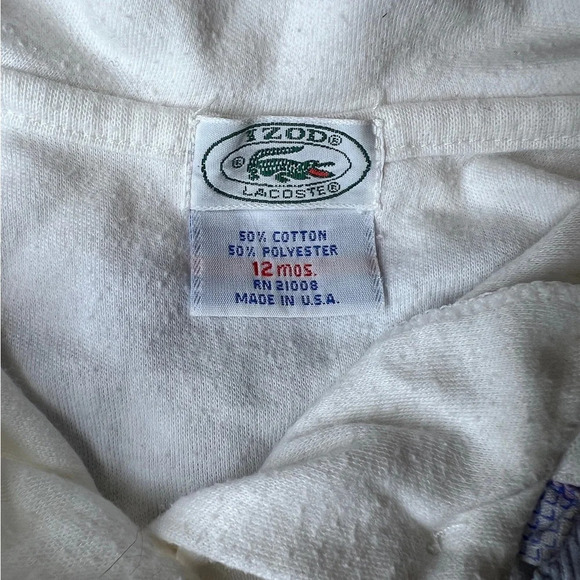 IZOD®
®
LACOSTE®
50% COTTON
50% POLYESTER
12 mos.
RN 21008
MADE IN U.S.A.